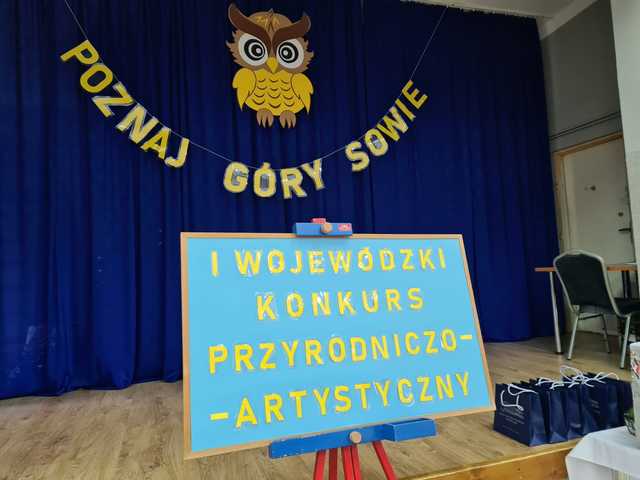 POZNAJ GÓRY SOWIE
I WOJEWÓDZKI
KONKURS
PRZYRODNICZO-
-ARTYSTYCZNY